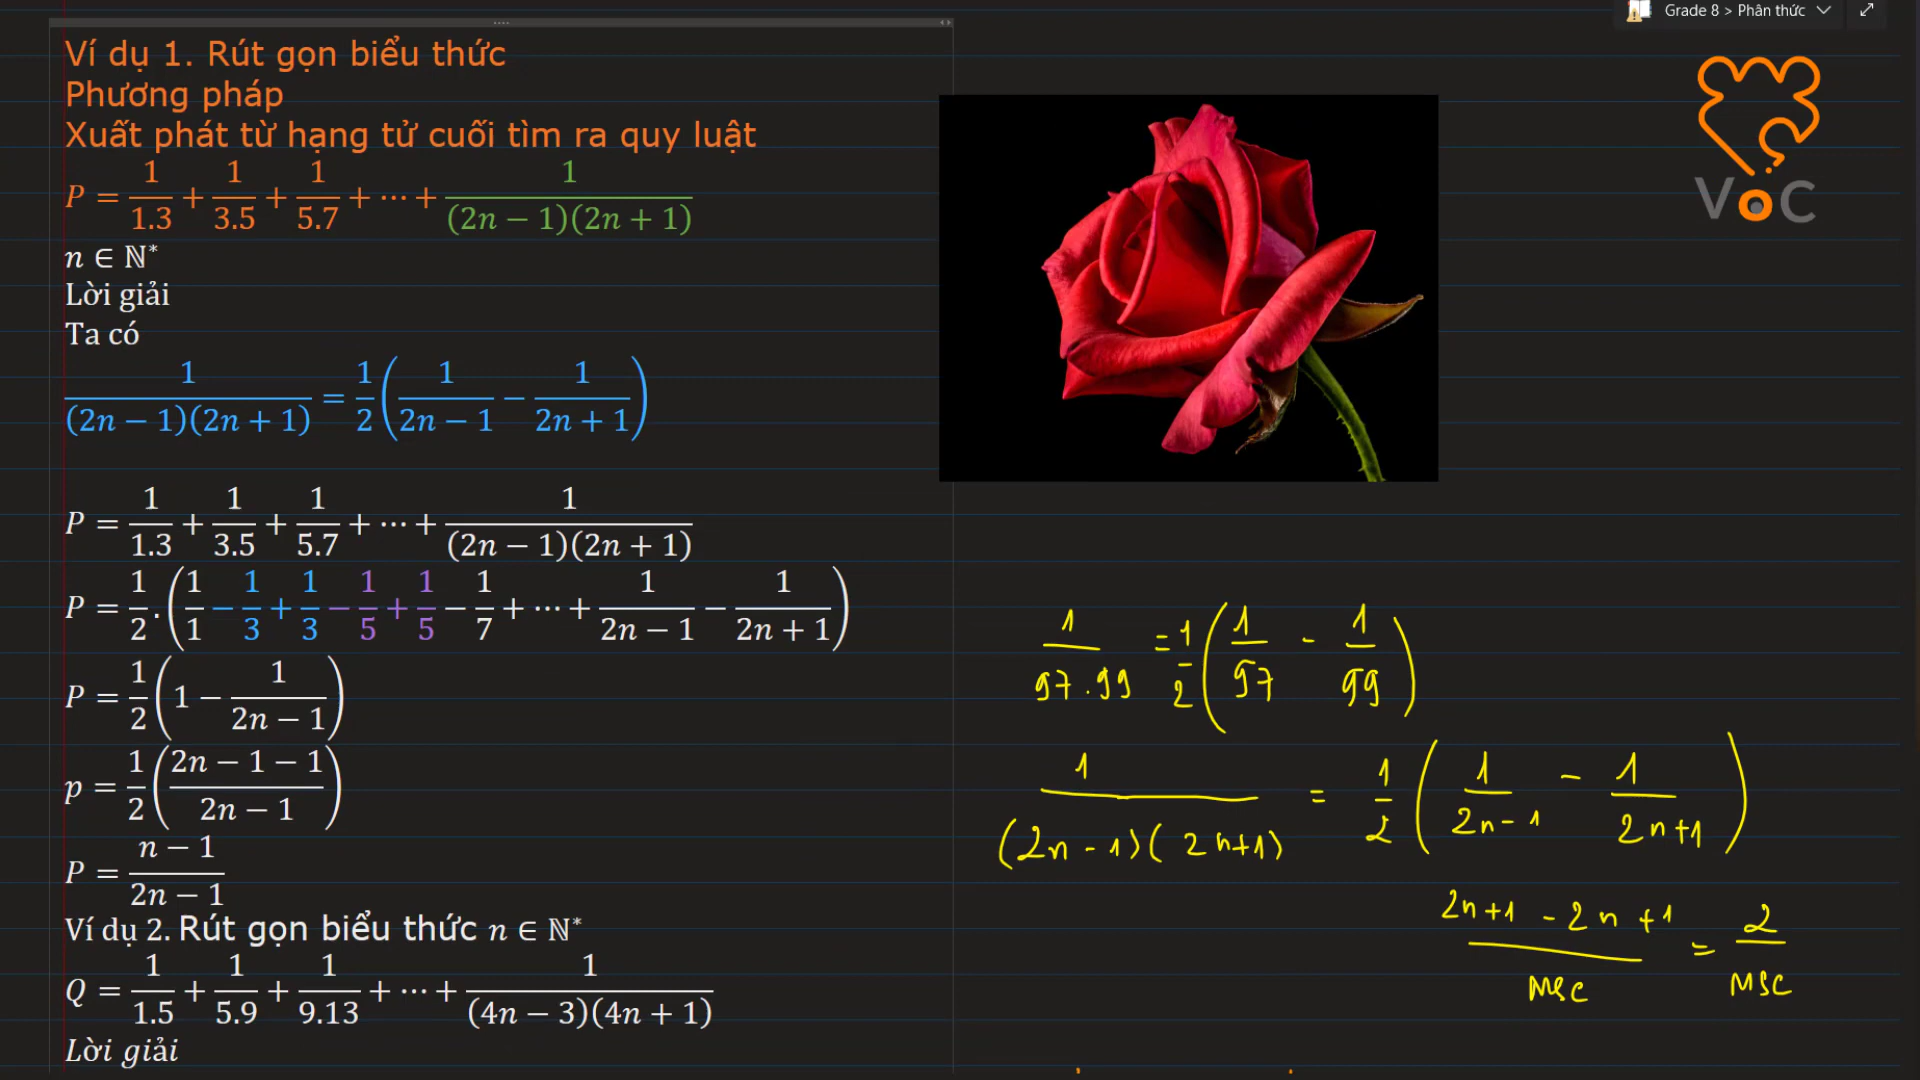 Grade 8 > Phân thức
Ví dụ 1. Rút gọn biểu thức
Phương pháp
Xuất phát từ hạng tử cuối tìm ra quy luật
P = 1/1.3 + 1/3.5 + 1/5.7 + ⋯ + 1/((2n − 1)(2n + 1))
n ∈ ℕ*
Lời giải
Ta có
1/((2n − 1)(2n + 1)) = 1/2 (1/(2n − 1) − 1/(2n + 1))
P = 1/1.3 + 1/3.5 + 1/5.7 + ⋯ + 1/((2n − 1)(2n + 1))
P = 1/2 . (1/1 − 1/3 + 1/3 − 1/5 + 1/5 − 1/7 + ⋯ + 1/(2n − 1) − 1/(2n + 1))
P = 1/2 (1 − 1/(2n − 1))
p = 1/2 ((2n − 1 − 1)/(2n − 1))
P = (n − 1)/(2n − 1)
Ví dụ 2. Rút gọn biểu thức n ∈ ℕ*
Q = 1/1.5 + 1/5.9 + 1/9.13 + ⋯ + 1/((4n − 3)(4n + 1))
Lời giải
VOC
1/(97.99) = 1/2 (1/97 - 1/99)
1/((2n - 1)(2n+1)) = 1/2 (1/(2n - 1) - 1/(2n+1))
(2n+1 - 2n +1)/MSC = 2/MSC